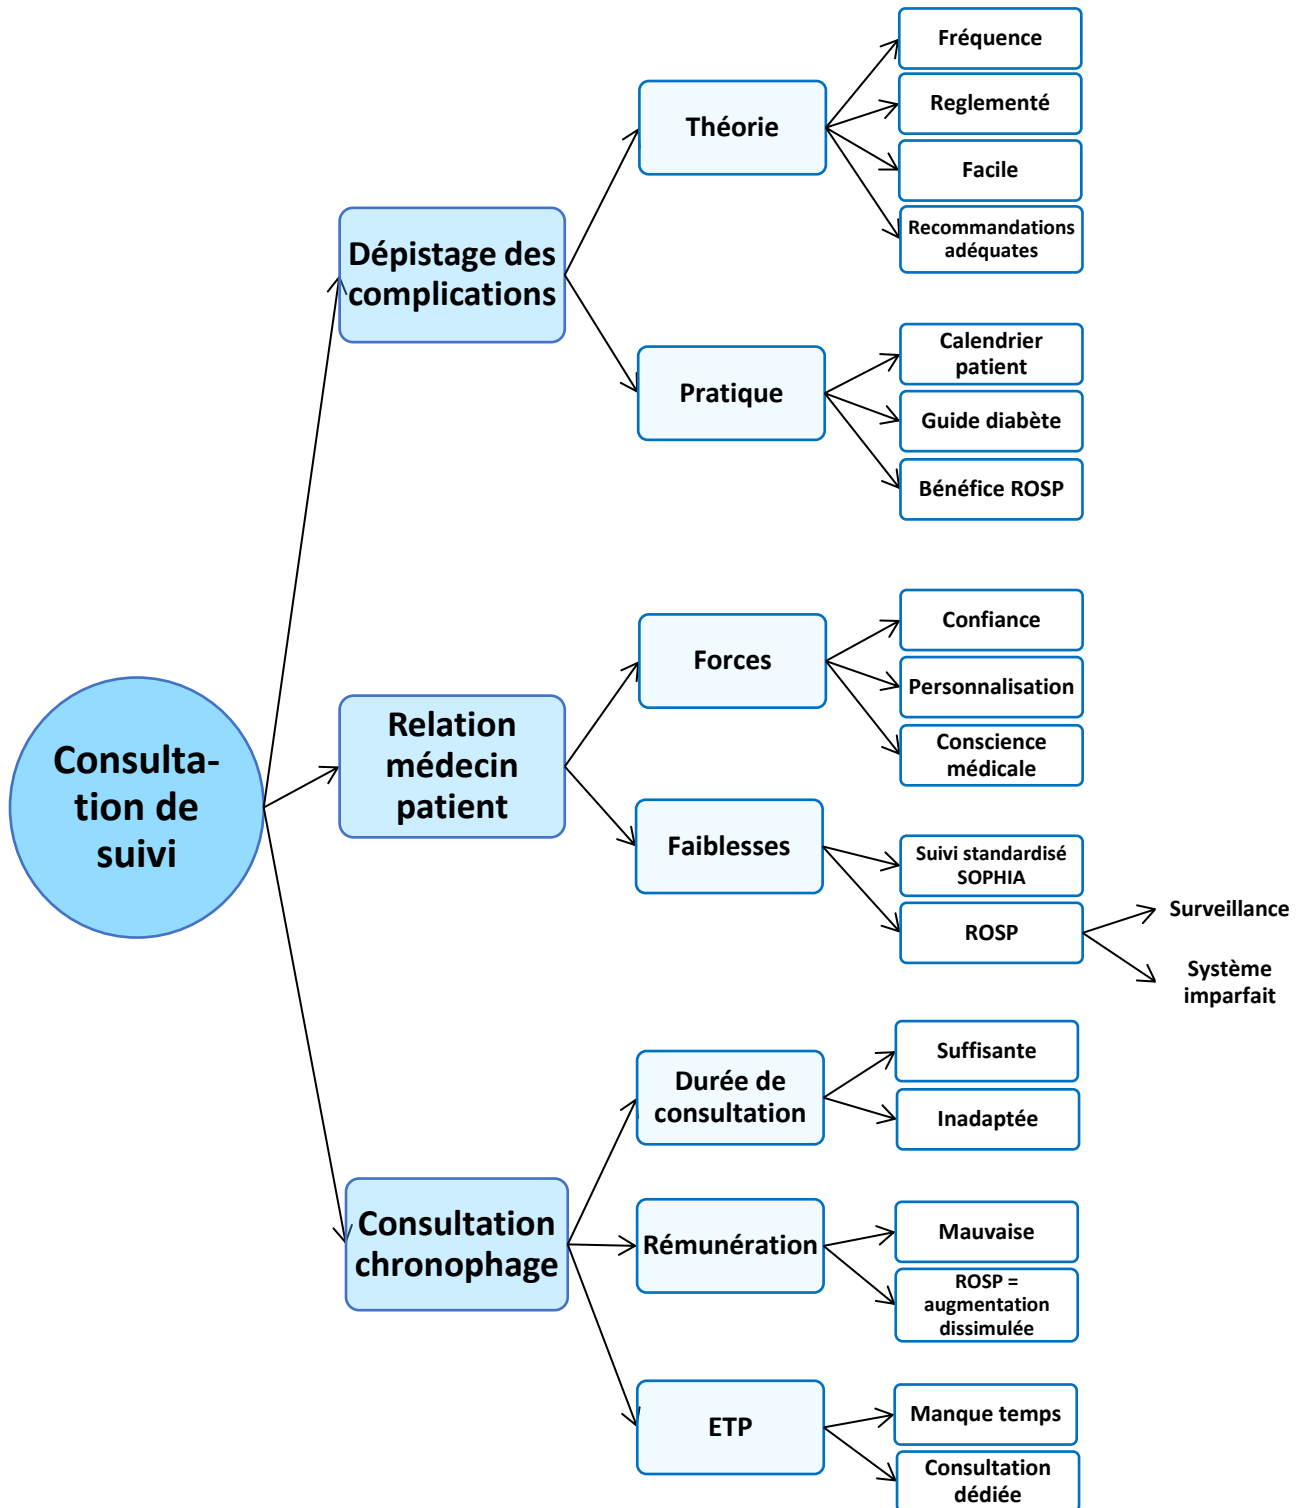 Consulta-
tion de
suivi
Dépistage des
complications
Théorie
Fréquence
Reglementé
Facile
Recommandations
adéquates
Pratique
Calendrier
patient
Guide diabète
Bénéfice ROSP
Relation
médecin
patient
Forces
Confiance
Personnalisation
Conscience
médicale
Faiblesses
Suivi standardisé
SOPHIA
ROSP
Surveillance
Système
imparfait
Consultation
chronophage
Durée de
consultation
Suffisante
Inadaptée
Rémunération
Mauvaise
ROSP =
augmentation
dissimulée
ETP
Manque temps
Consultation
dédiée